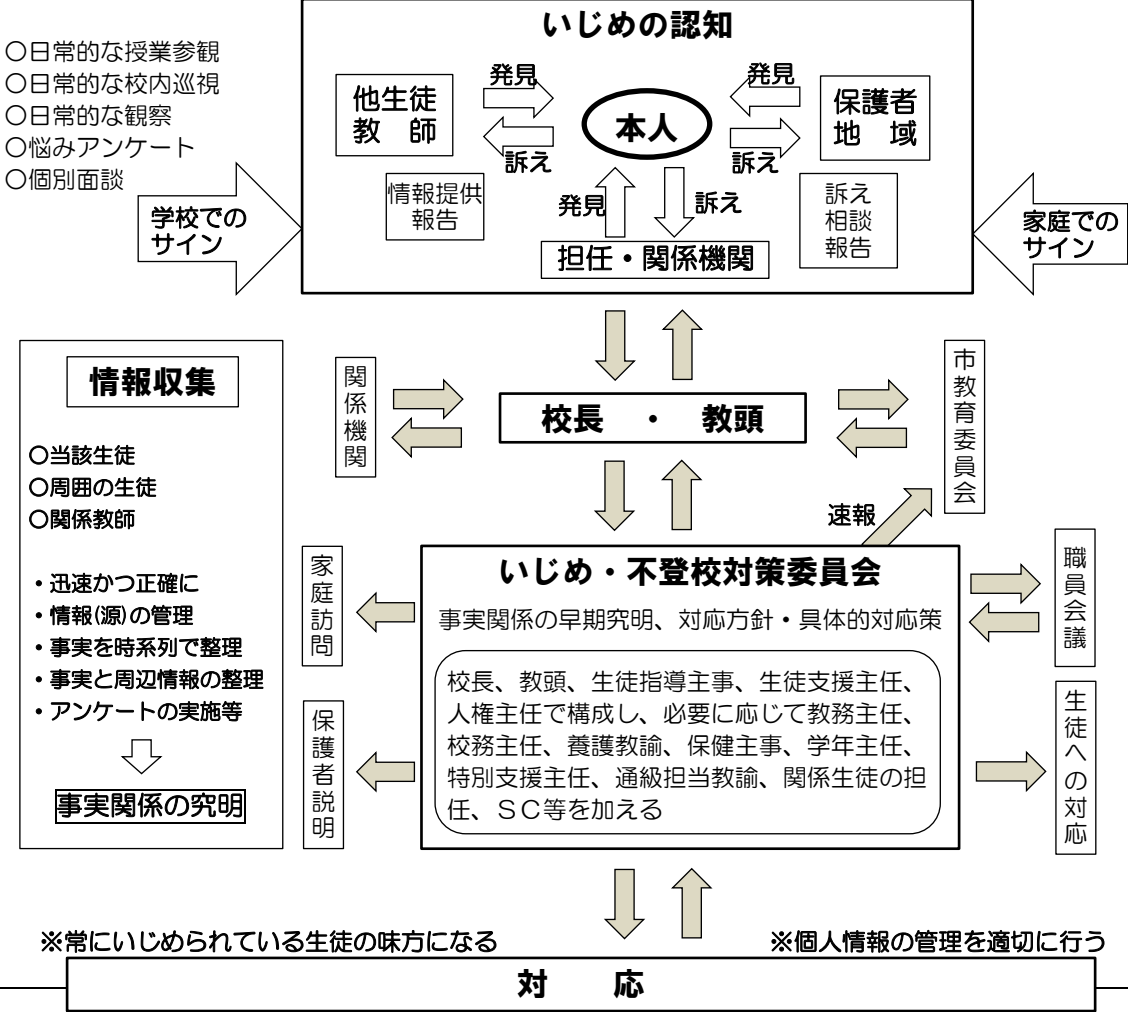 いじめの認知
○日常的な授業参観
○日常的な校内巡視
○日常的な観察
○悩みアンケート
○個別面談
学校での
サイン
他生徒
教　師
発見
訴え
本人
発見
訴え
保護者
地　域
情報提供
報告
発見
訴え
担任・関係機関
訴え
相談
報告
家庭での
サイン
情報収集
○当該生徒
○周囲の生徒
○関係教師
・迅速かつ正確に
・情報(源)の管理
・事実を時系列で整理
・事実と周辺情報の整理
・アンケートの実施等
事実関係の究明
関係機関
校長　・　教頭
市教育委員会
速報
家庭訪問
保護者説明
いじめ・不登校対策委員会
事実関係の早期究明、対応方針・具体的対応策
校長、教頭、生徒指導主事、生徒支援主任、
人権主任で構成し、必要に応じて教務主任、
校務主任、養護教諭、保健主事、学年主任、
特別支援主任、通級担当教諭、関係生徒の担
任、ＳＣ等を加える
職員会議
生徒への対応
※常にいじめられている生徒の味方になる
※個人情報の管理を適切に行う
対　応